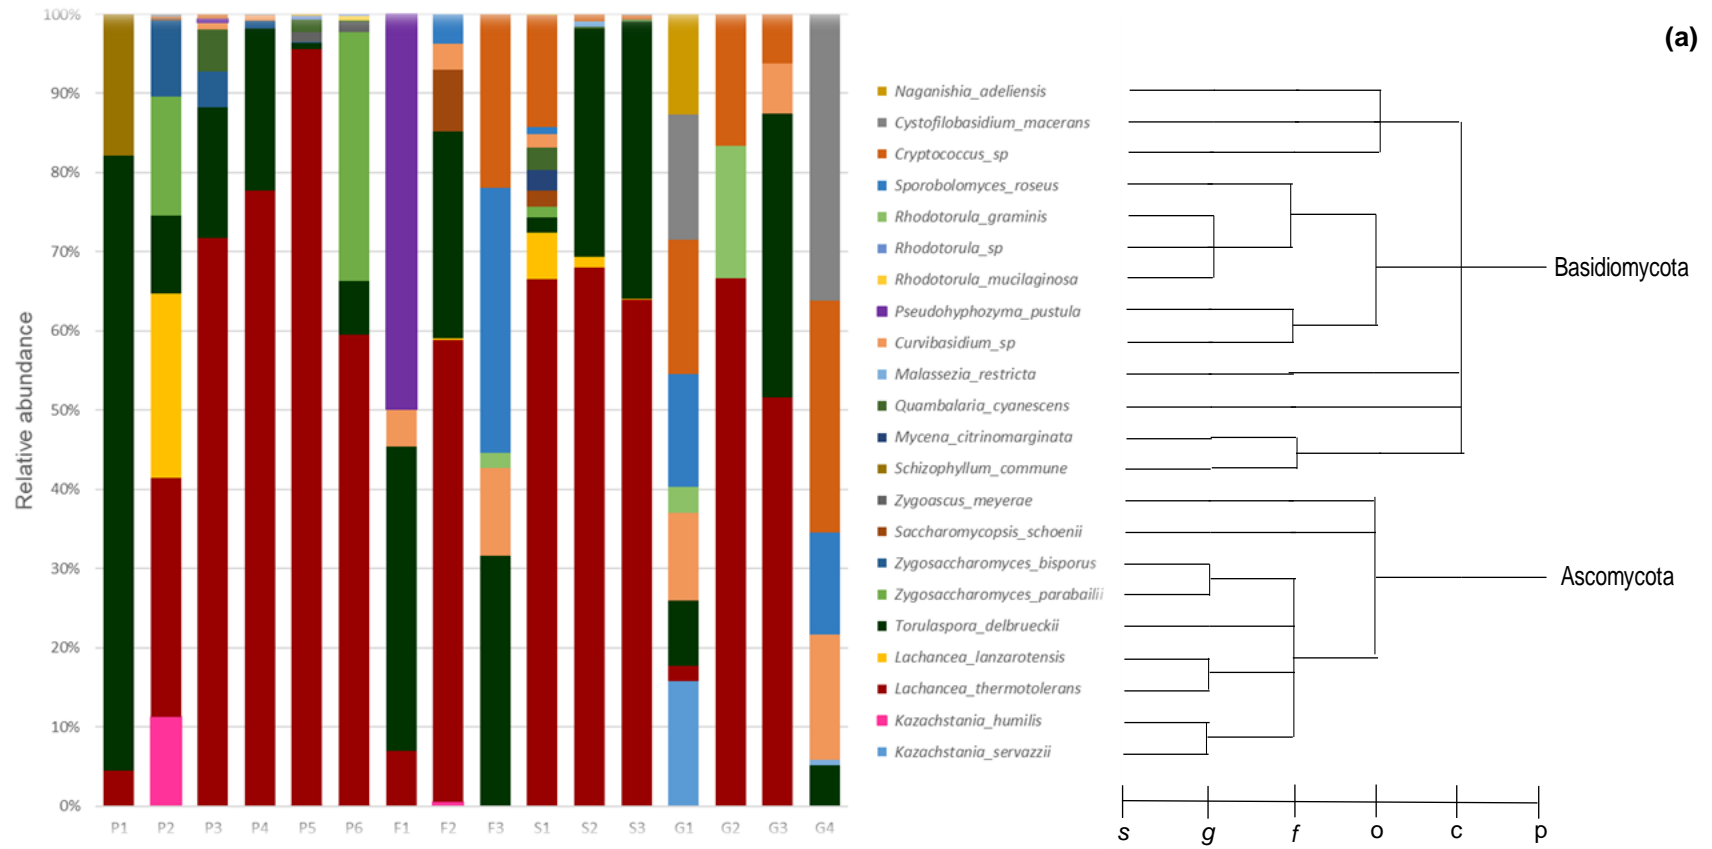 (a)
Relative abundance
100%
90%
80%
70%
60%
50%
40%
30%
20%
10%
0%
P1 P2 P3 P4 P5 P6 F1 F2 F3 S1 S2 S3 G1 G2 G3 G4
Naganishia_adeliensis
Cystofilobasidium_macerans
Cryptococcus_sp
Sporobolomyces_roseus
Rhodotorula_graminis
Rhodotorula_sp
Rhodotorula_mucilaginosa
Pseudohyphozyma_pustula
Curvibasidium_sp
Malassezia_restricta
Quambalaria_cyanescens
Mycena_citrinomarginata
Schizophyllum_commune
Zygoascus_meyerae
Saccharomycopsis_schoenii
Zygosaccharomyces_bisporus
Zygosaccharomyces_parabailii
Torulaspora_delbrueckii
Lachancea_lanzarotensis
Lachancea_thermotolerans
Kazachstania_humilis
Kazachstania_servazzii
Basidiomycota
Ascomycota
s g f o c p